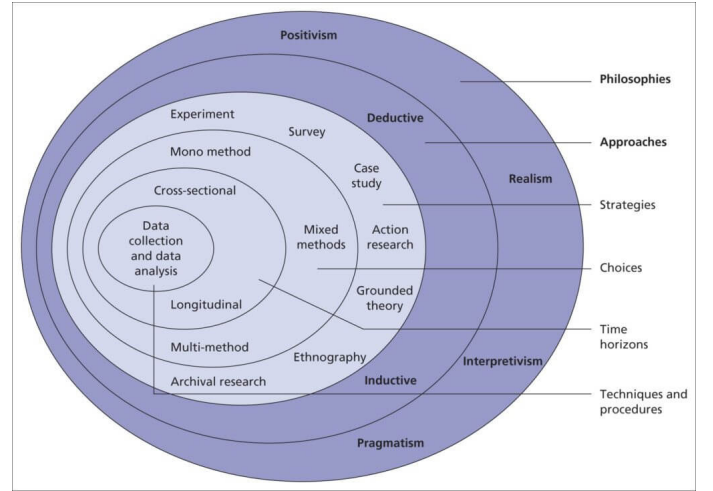 Positivism
Philosophies
Experiment
Deductive
Survey
Approaches
Mono method
Case
study
Realism
Cross-sectional
Strategies
Data
collection
and data
analysis
Mixed
methods
Action
research
Choices
Grounded
theory
Longitudinal
Time
horizons
Multi-method
Ethnography
Interpretivism
Archival research
Inductive
Techniques and
procedures
Pragmatism